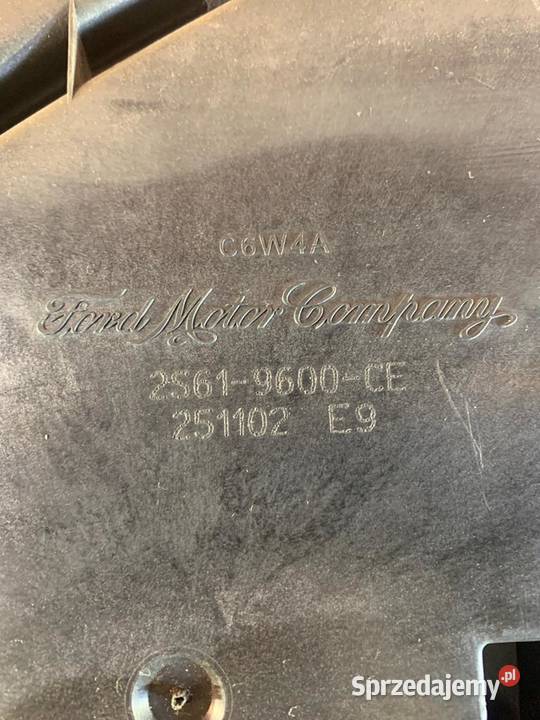 C6W4A
Ford Motor Company
2S61-9600-CE
251102 E9
Sprzedajemy.pl